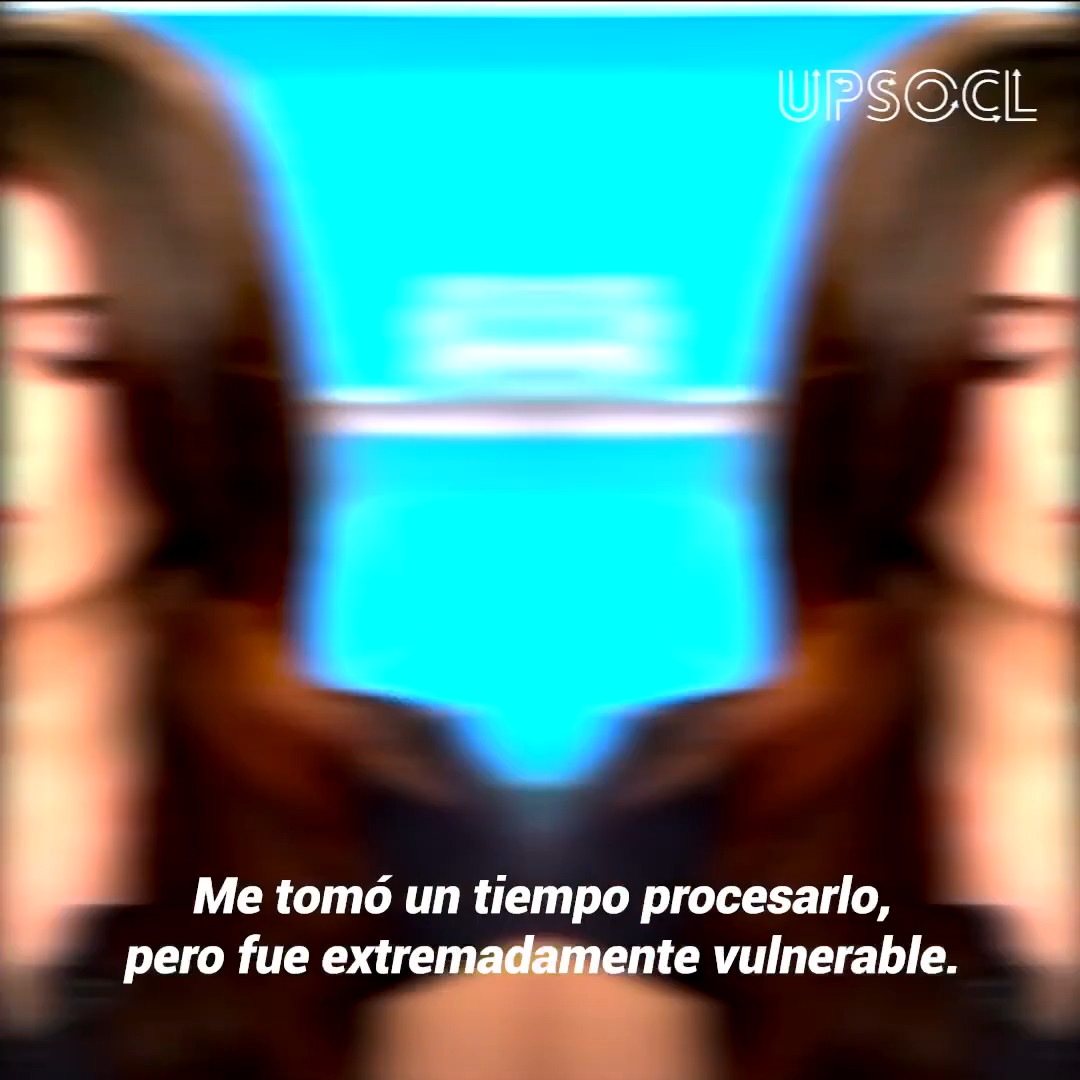 UPSOCL
Me tomó un tiempo procesarlo,
pero fue extremadamente vulnerable.